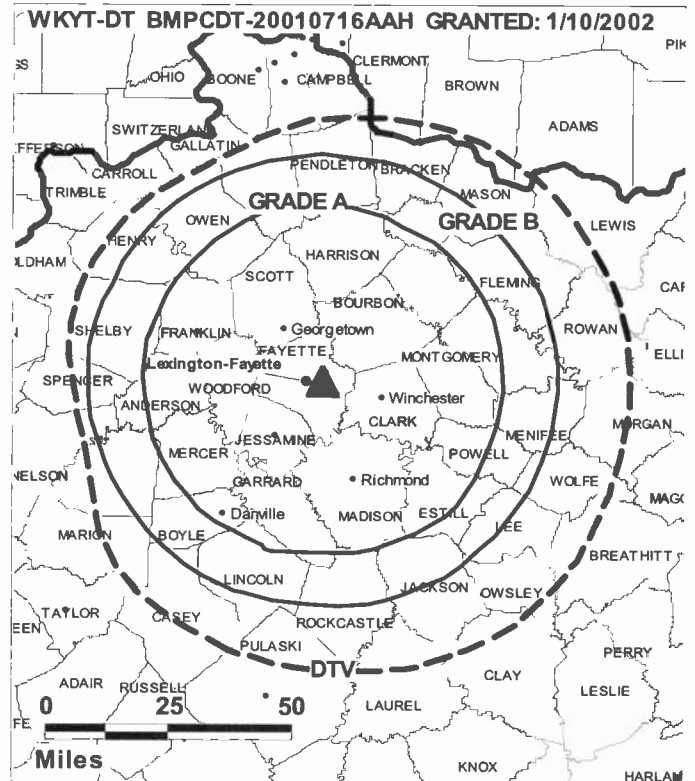 WKYT-DT BMPCDT-20010716AAH GRANTED: 1/10/2002
PIK
OHIO
BOONE
CLERMONT
CAMPBELL
BROWN
ADAMS
SWITZERLAND
GALLATIN
CARROLL
TRIMBLE
PENDLETON
BRACKEN
MASON
GRADE A
GRADE B
OWEN
LEWIS
HENRY
HARRISON
SCOTT
FLEMING
BOURBON
SHELBY
FRANKLIN
Georgetown
ROWAN
FAYETTE
MONTGOMERY
Lexington-Fayette
SPENCER
WOODFORD
Winchester
ANDERSON
CLARK
MORGAN
JESSAMINE
MENIFEE
MERCER
POWELL
NELSON
GARRARD
Richmond
WOLFE
Danville
MADISON
ESTILL
LEE
MARION
BOYLE
BREATHITT
LINCOLN
JACKSON
OWSLEY
TAYLOR
CASEY
ROCKCASTLE
PULASKI
PERRY
DTV
CLAY
ADAIR
RUSSELL
LESLIE
0 25 50
LAUREL
Miles
KNOX
HARLAM